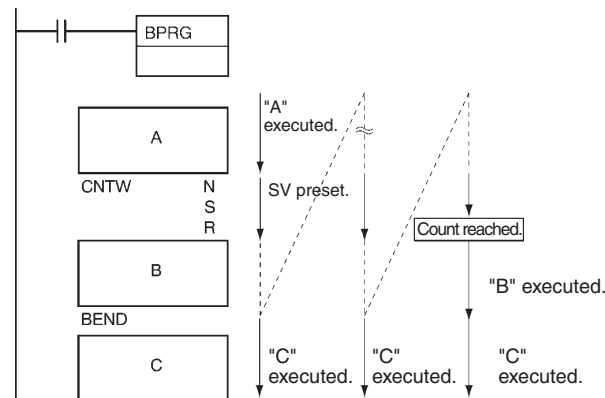 BPRG
"A"
executed.
A
CNTW N
S
R
SV preset.
Count reached.
B
"B" executed.
BEND
C
"C"
executed.
"C"
executed.
"C"
executed.